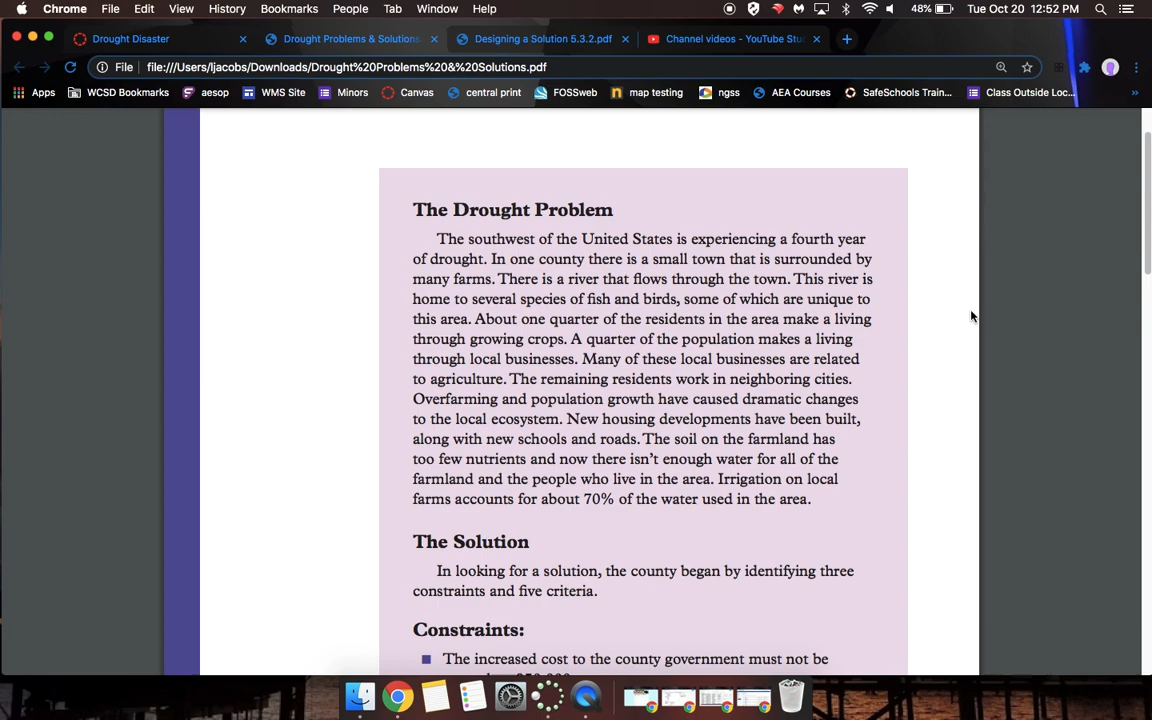 Chrome File Edit View History Bookmarks People Tab Window Help 48% Tue Oct 20 12:52 PM
Drought Disaster Drought Problems & Solutions. Designing a Solution 5.3.2.pdf Channel videos - YouTube Stu
File file:///Users/ljacobs/Downloads/Drought%20Problems%20&%20Solutions.pdf
Apps WCSD Bookmarks aesop WMS Site Minors Canvas central print FOSSweb map testing ngss AEA Courses SafeSchools Train... Class Outside Loc... »
The Drought Problem
The southwest of the United States is experiencing a fourth year
of drought. In one county there is a small town that is surrounded by
many farms. There is a river that flows through the town. This river is
home to several species of fish and birds, some of which are unique to
this area. About one quarter of the residents in the area make a living
through growing crops. A quarter of the population makes a living
through local businesses. Many of these local businesses are related
to agriculture. The remaining residents work in neighboring cities.
Overfarming and population growth have caused dramatic changes
to the local ecosystem. New housing developments have been built,
along with new schools and roads. The soil on the farmland has
too few nutrients and now there isn't enough water for all of the
farmland and the people who live in the area. Irrigation on local
farms accounts for about 70% of the water used in the area.
The Solution
In looking for a solution, the county began by identifying three
constraints and five criteria.
Constraints:
The increased cost to the county government must not be